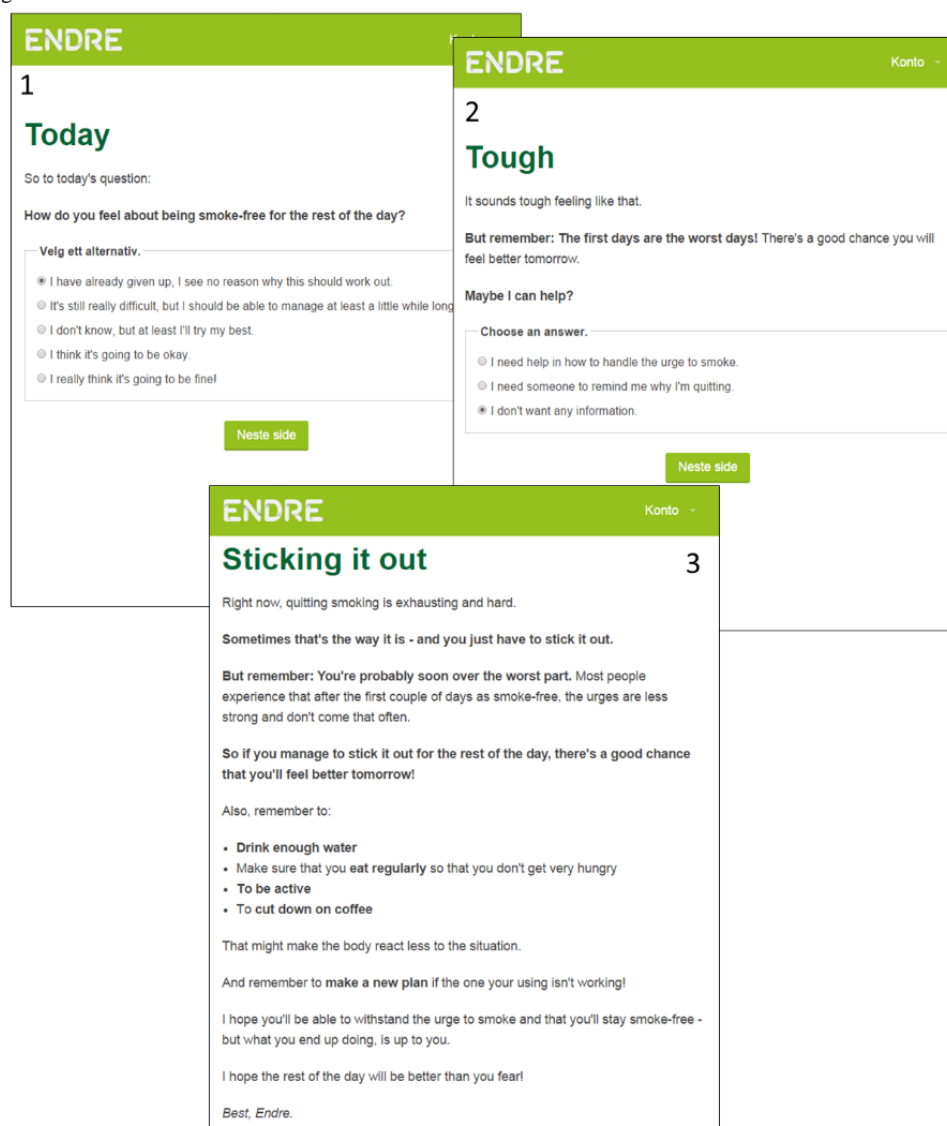 ENDRE
1
Today
So to today's question:
How do you feel about being smoke-free for the rest of the day?
Velg ett alternativ.
I have already given up, I see no reason why this should work out.
It's still really difficult, but I should be able to manage at least a little while long
I don't know, but at least I'll try my best.
I think it's going to be okay.
I really think it's going to be fine!
Neste side
ENDRE
Konto
2
Tough
It sounds tough feeling like that.
But remember: The first days are the worst days! There's a good chance you will
feel better tomorrow.
Maybe I can help?
Choose an answer.
I need help in how to handle the urge to smoke.
I need someone to remind me why I'm quitting.
I don't want any information.
Neste side
ENDRE
Konto
Sticking it out
3
Right now, quitting smoking is exhausting and hard.
Sometimes that's the way it is - and you just have to stick it out.
But remember: You're probably soon over the worst part. Most people
experience that after the first couple of days as smoke-free, the urges are less
strong and don't come that often.
So if you manage to stick it out for the rest of the day, there's a good chance
that you'll feel better tomorrow!
Also, remember to:
• Drink enough water
• Make sure that you eat regularly so that you don't get very hungry
• To be active
• To cut down on coffee
That might make the body react less to the situation.
And remember to make a new plan if the one your using isn't working!
I hope you'll be able to withstand the urge to smoke and that you'll stay smoke-free -
but what you end up doing, is up to you.
I hope the rest of the day will be better than you fear!
Best, Endre.